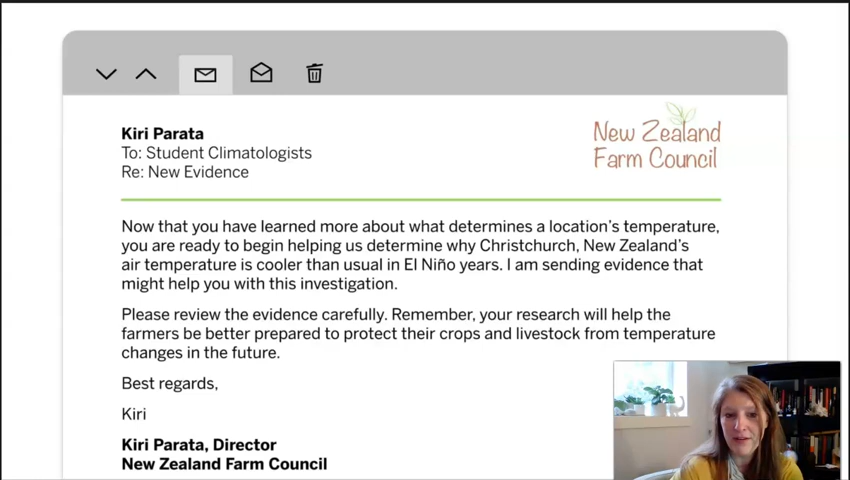 Kiri Parata
To: Student Climatologists
Re: New Evidence
New Zealand
Farm Council
Now that you have learned more about what determines a location's temperature,
you are ready to begin helping us determine why Christchurch, New Zealand's
air temperature is cooler than usual in El Niño years. I am sending evidence that
might help you with this investigation.
Please review the evidence carefully. Remember, your research will help the
farmers be better prepared to protect their crops and livestock from temperature
changes in the future.
Best regards,
Kiri
Kiri Parata, Director
New Zealand Farm Council